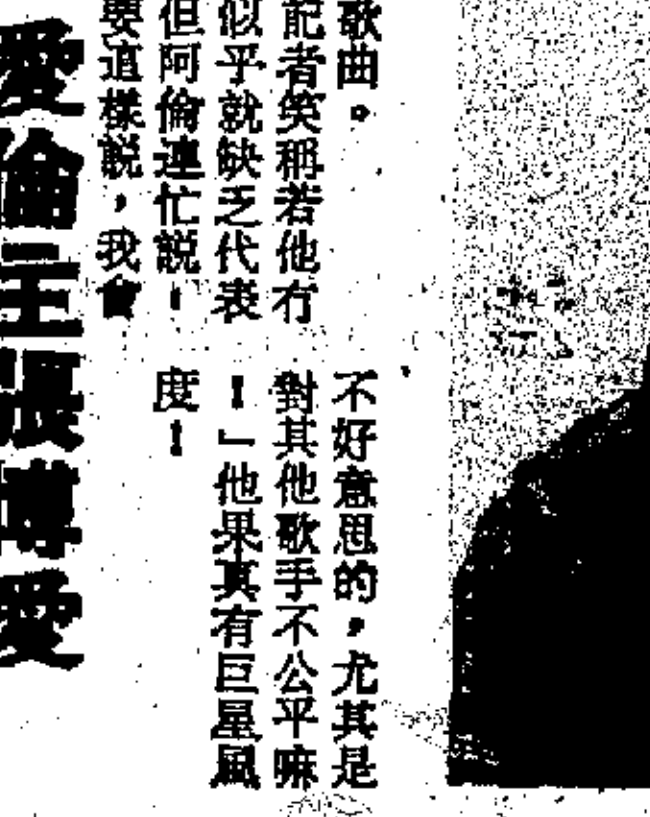 歌曲。
記者笑稱若他冇
似乎就缺乏代表
但阿倫連忙說!
要這樣說,我會
不好意思的,尤其是
對其他歌手不公平嘛
!」他果真有巨星風
度!
愛倫主張博愛